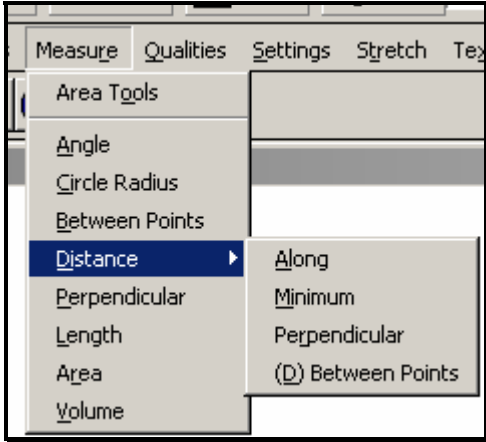 Measure Qualities Settings Stretch
Area Tools
Angle
Circle Radius
Between Points
Distance
Perpendicular
Length
Area
Volume
Along
Minimum
Perpendicular
(D) Between Points